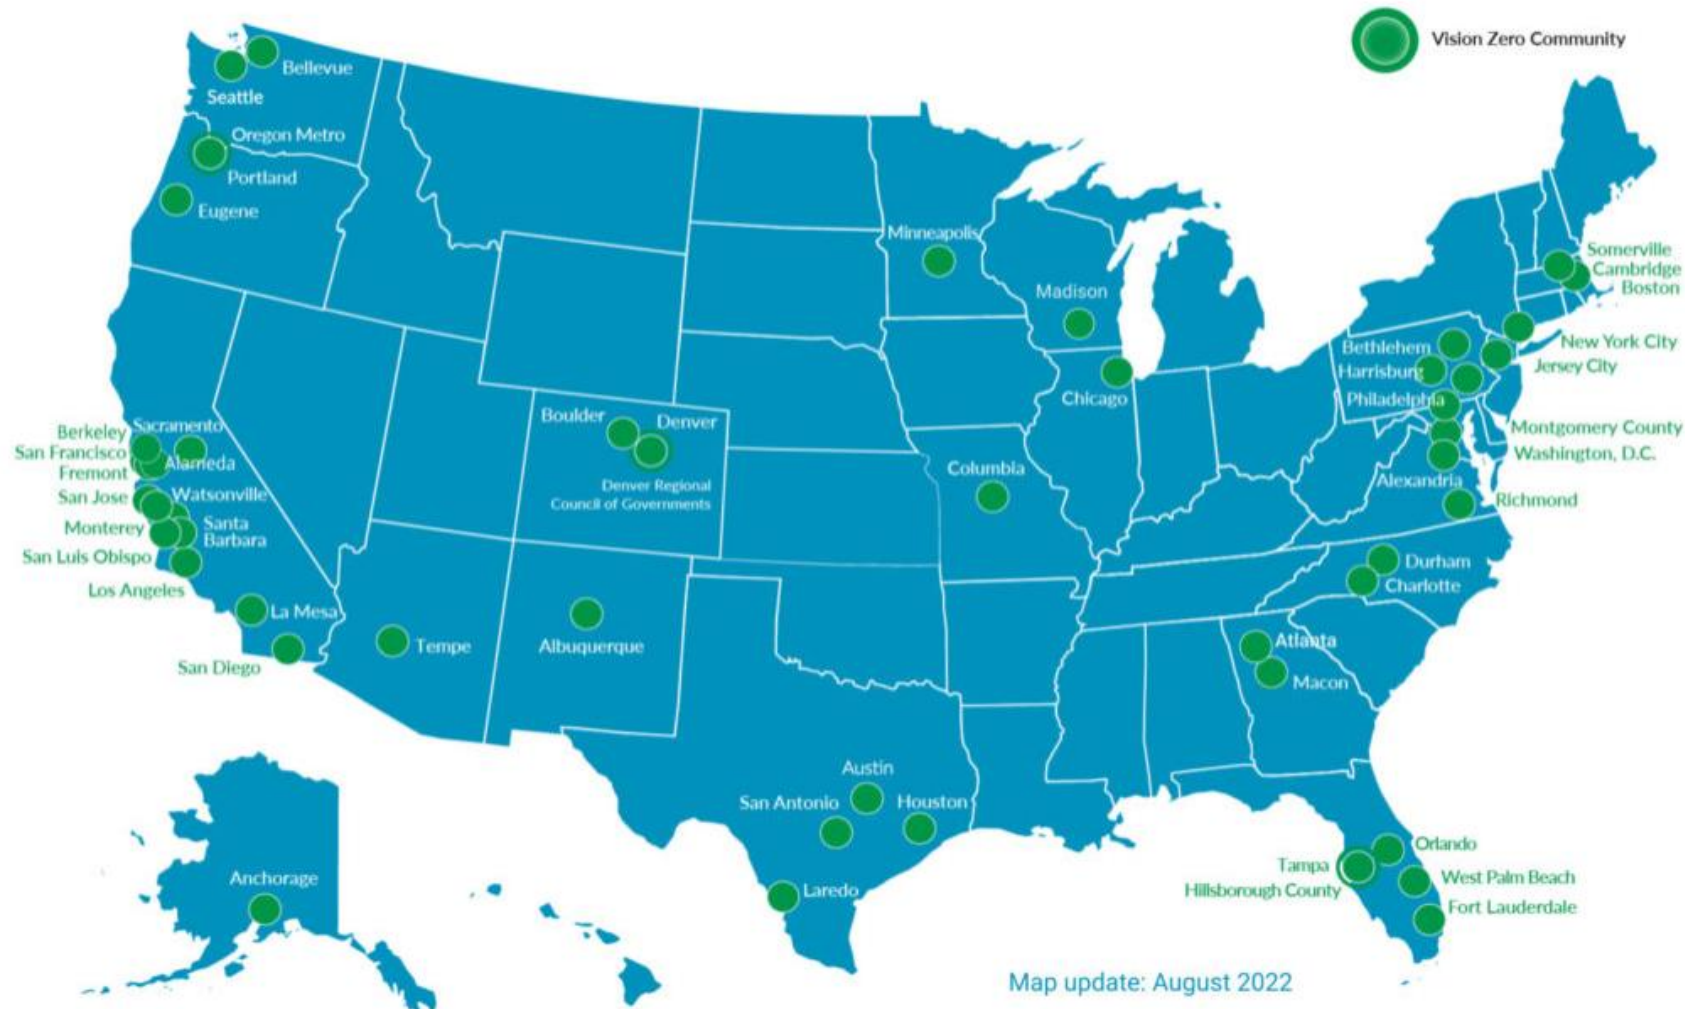 Vision Zero Community
Bellevue
Seattle
Oregon Metro
Portland
Eugene
Minneapolis
Madison
Chicago
Somerville
Cambridge
Boston
New York City
Jersey City
Bethlehem
Harrisburg
Philadelphia
Montgomery County
Washington, D.C.
Alexandria
Richmond
Berkeley
Sacramento
San Francisco
Alameda
Fremont
San Jose
Watsonville
Monterey
Santa
Barbara
San Luis Obispo
Los Angeles
La Mesa
San Diego
Boulder
Denver
Denver Regional
Council of Governments
Columbia
Durham
Charlotte
Tempe
Albuquerque
Atlanta
Macon
Austin
San Antonio
Houston
Laredo
Anchorage
Orlando
Tampa
Hillsborough County
West Palm Beach
Fort Lauderdale
Map update: August 2022